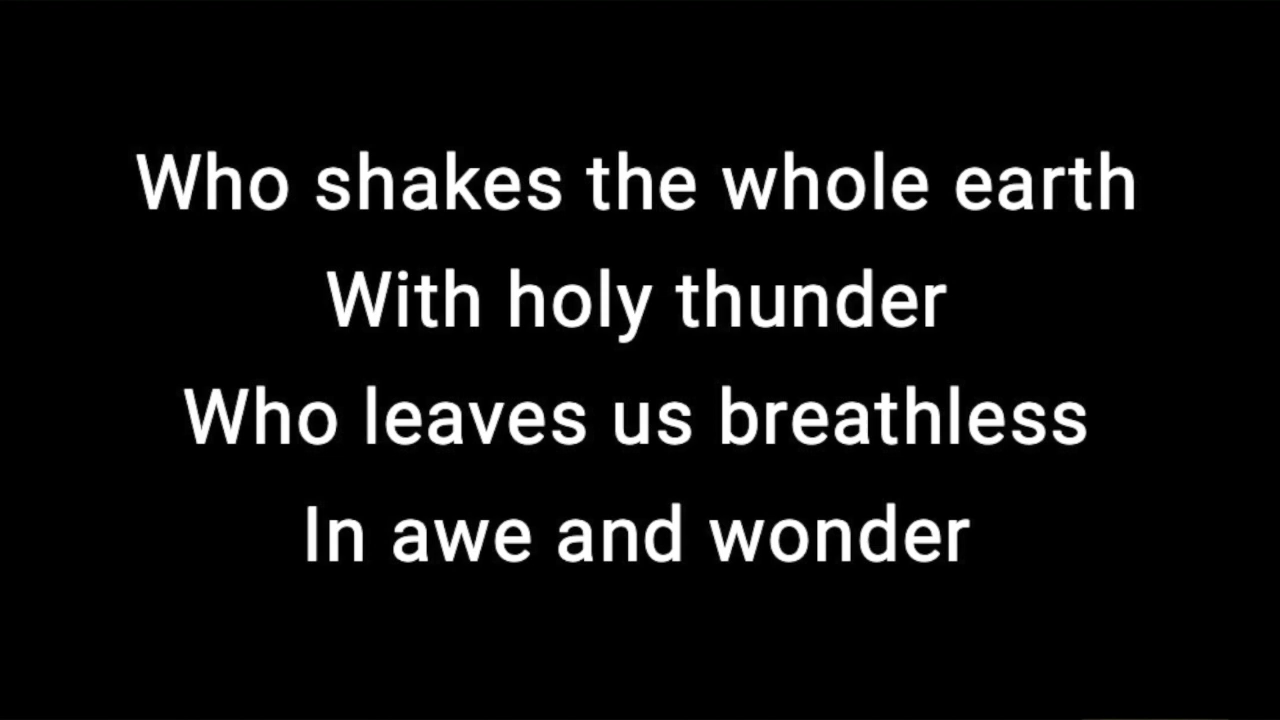 Who shakes the whole earth
With holy thunder
Who leaves us breathless
In awe and wonder